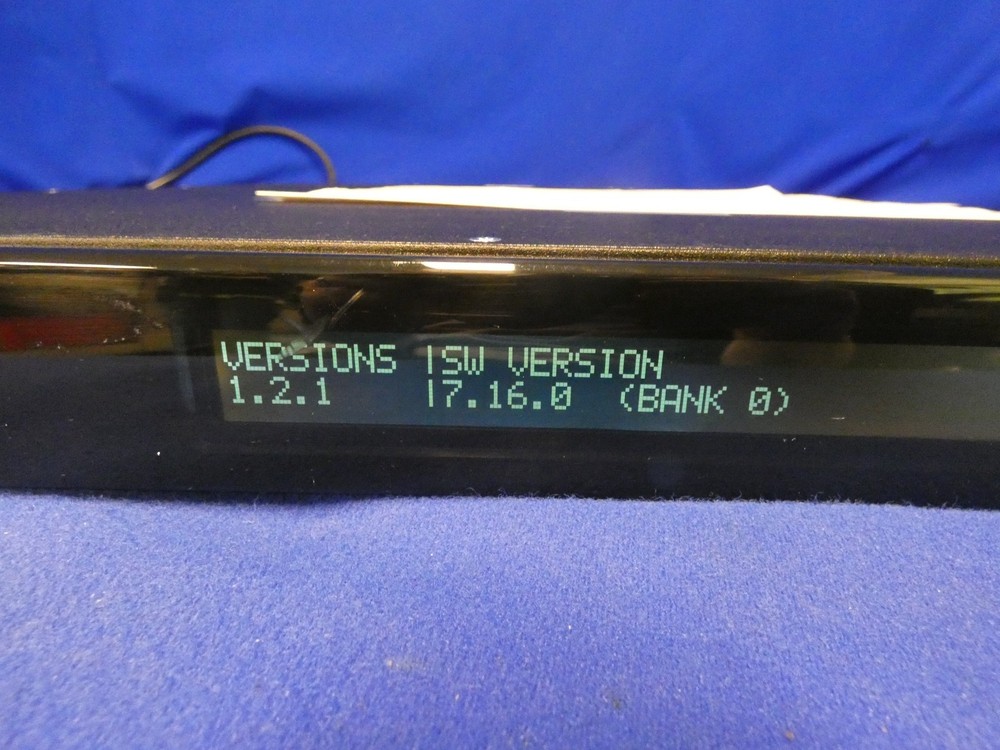 VERSIONS |SW VERSION
1.2.1 |7.16.0 (BANK 0)